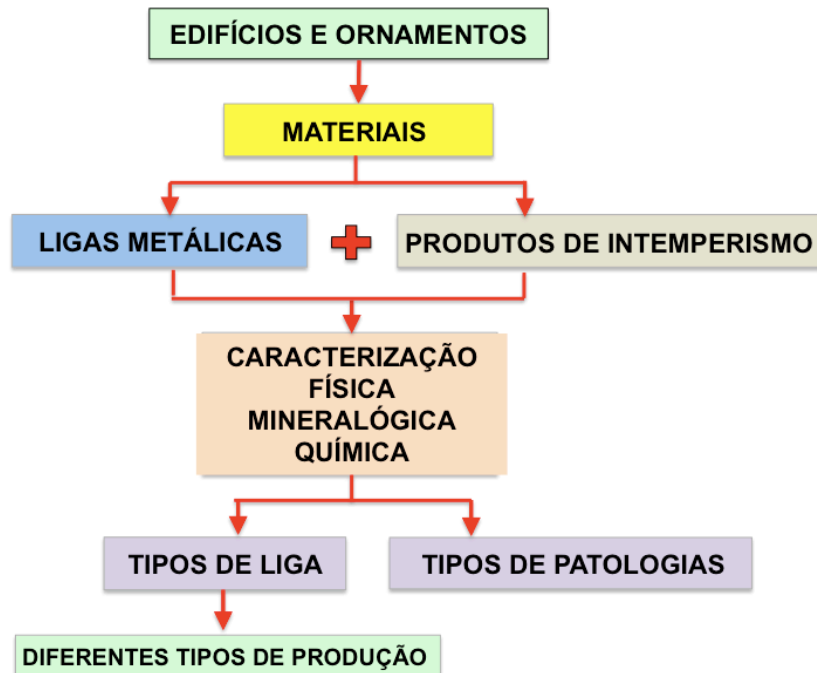 EDIFÍCIOS E ORNAMENTOS
MATERIAIS
LIGAS METÁLICAS
PRODUTOS DE INTEMPERISMO
CARACTERIZAÇÃO
FÍSICA
MINERALÓGICA
QUÍMICA
TIPOS DE LIGA
TIPOS DE PATOLOGIAS
DIFERENTES TIPOS DE PRODUÇÃO